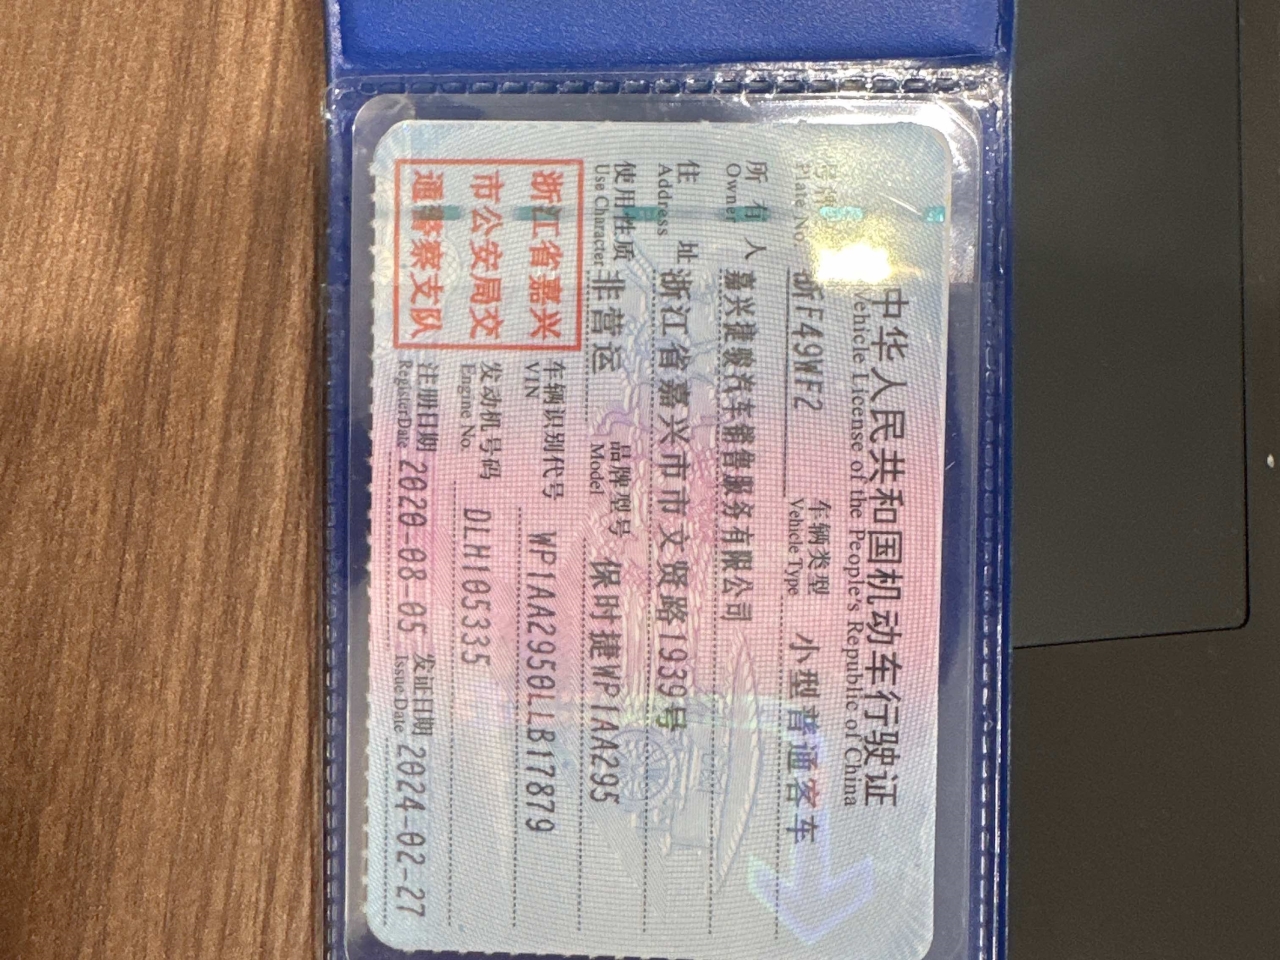 中华人民共和国机动车行驶证
Vehicle License of the People's Republic of China
号牌 浙F49WF2 车辆类型 小型普通客车
Plate No. Vehicle Type
所有人 嘉兴捷骏汽车销售服务有限公司
Owner
住址 浙江省嘉兴市市文贤路1939号
Address
使用性质 非营运 品牌型号 保时捷WP1AA295
Use Character Model
浙江省嘉兴
市公安局交
通警察支队
车辆识别代号 WP1AA2950LLB17879
VIN
发动机号码 DLH105335
Engine No.
注册日期 2020-08-05 发证日期 2024-02-27
Register Date Issue Date